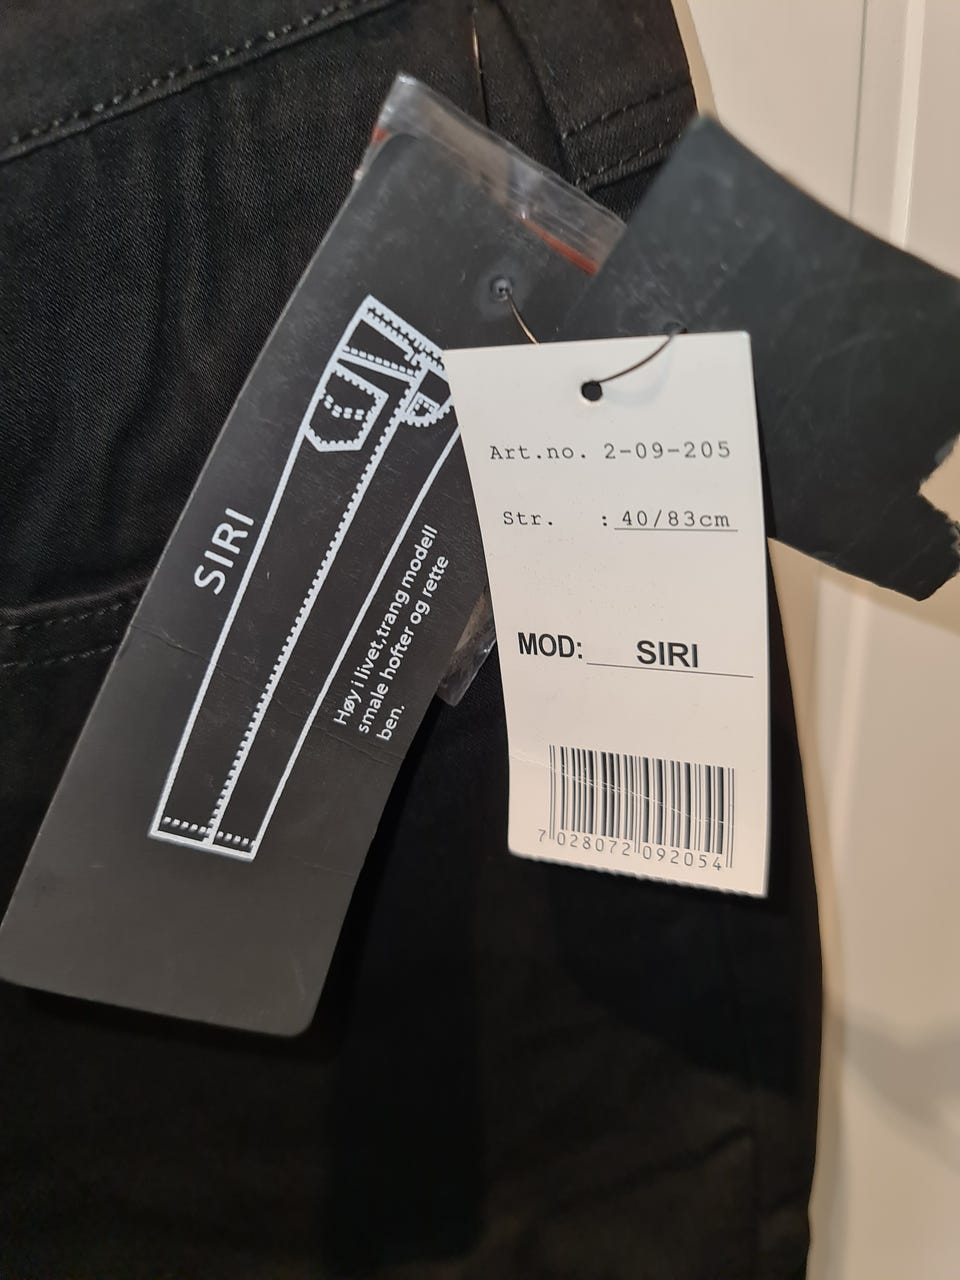 SIRI
Høy i livet,trang modell
smale hofter og rette
ben.
Art.no. 2-09-205
Str. : 40/83cm
MOD: SIRI
7 028072 092054